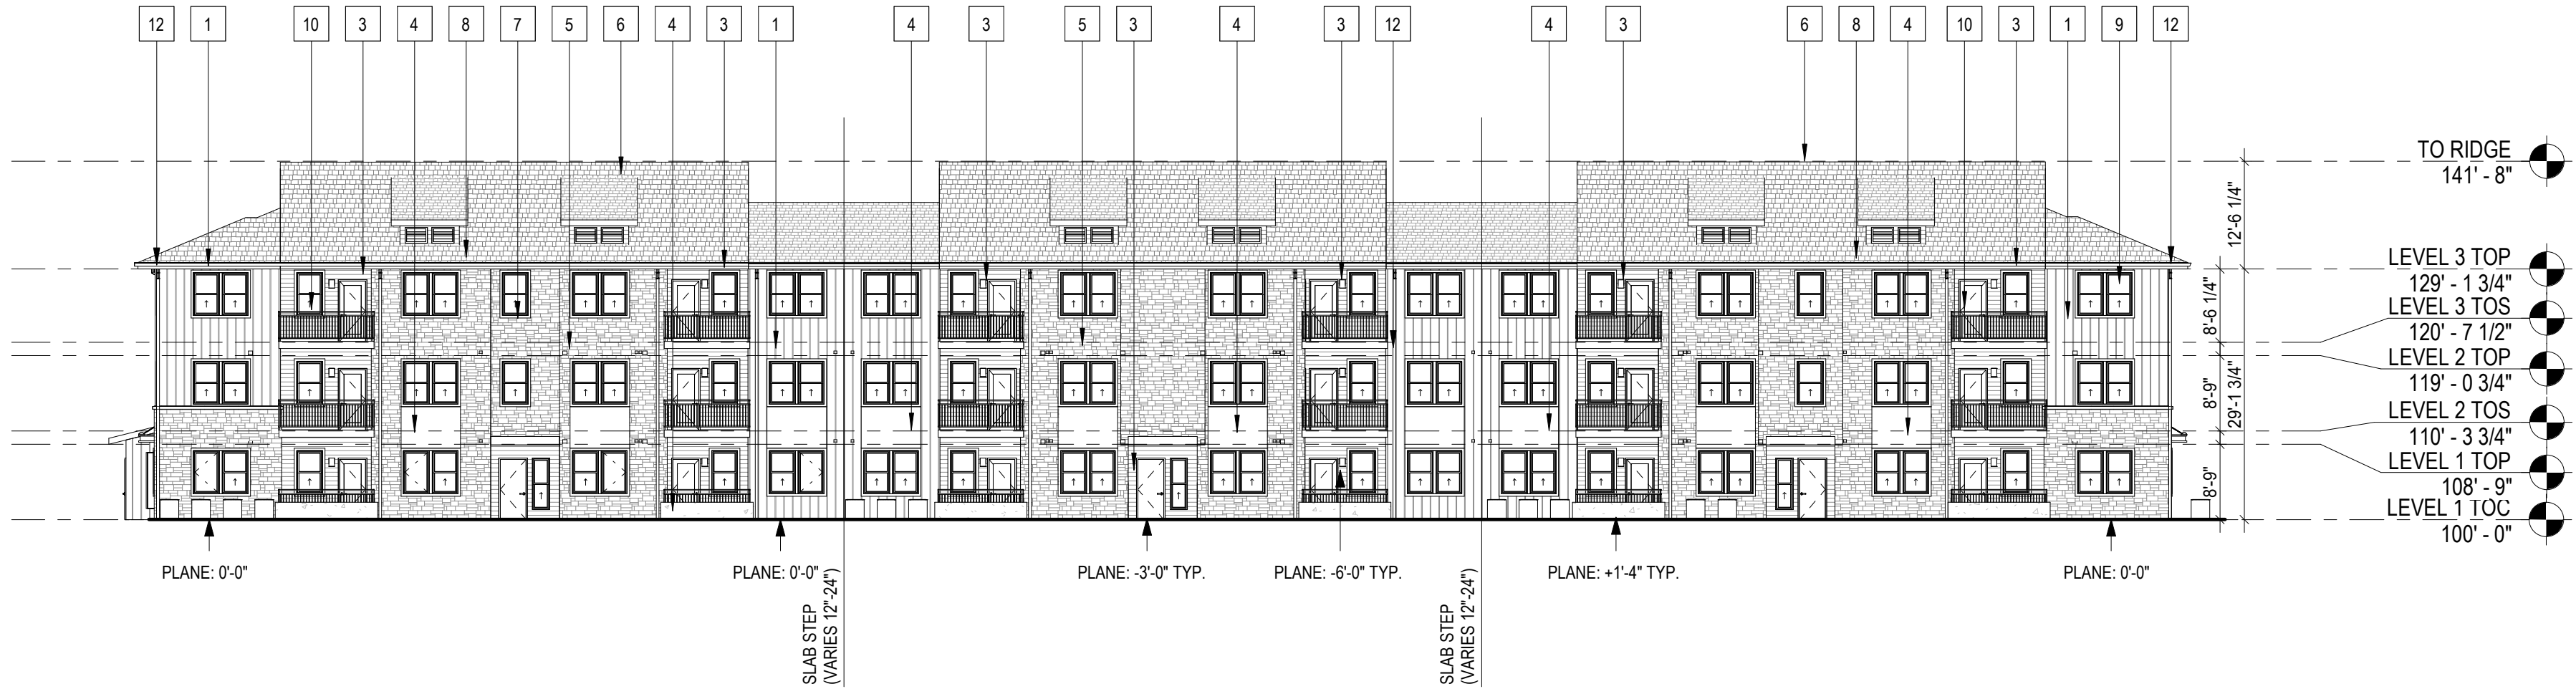 12
1
10
3
4
8
7
5
6
4
3
1
4
3
5
3
4
3
12
4
3
6
8
4
10
3
1
9
12
TO RIDGE
141' - 8"
LEVEL 3 TOP
129' - 1 3/4"
LEVEL 3 TOS
120' - 7 1/2"
LEVEL 2 TOP
119' - 0 3/4"
LEVEL 2 TOS
110' - 3 3/4"
LEVEL 1 TOP
108' - 9"
LEVEL 1 TOC
100' - 0"
12'-6 1/4"
8'-6 1/4"
8'-9"
29'-1 3/4"
8'-9"
PLANE: 0'-0"
PLANE: 0'-0"
SLAB STEP
(VARIES 12"-24")
PLANE: -3'-0" TYP.
PLANE: -6'-0" TYP.
SLAB STEP
(VARIES 12"-24")
PLANE: +1'-4" TYP.
PLANE: 0'-0"